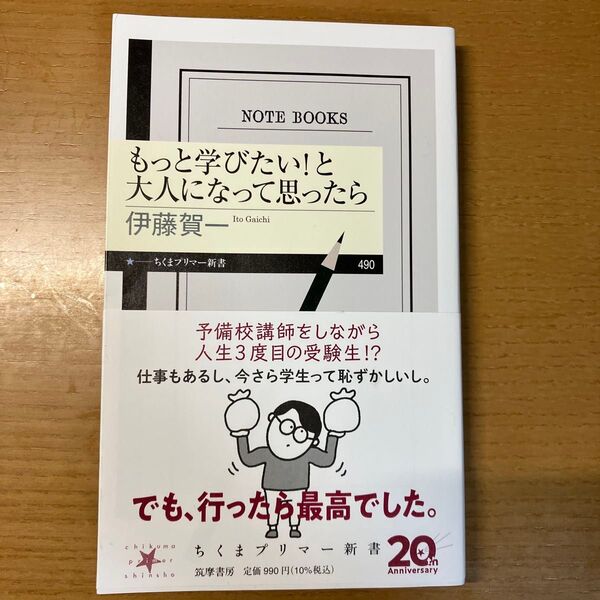 NOTE BOOKS
もっと学びたい!と
大人になって思ったら
伊藤賀一
Ito Gaichi
★──ちくまプリマー新書
490
予備校講師をしながら
人生3度目の受験生!?
仕事もあるし、今さら学生って恥ずかしいし。
でも、行ったら最高でした。
chikuma
primer
shinsho
ちくまプリマー新書
20th
Anniversary
筑摩書房 定価990円(10%税込)